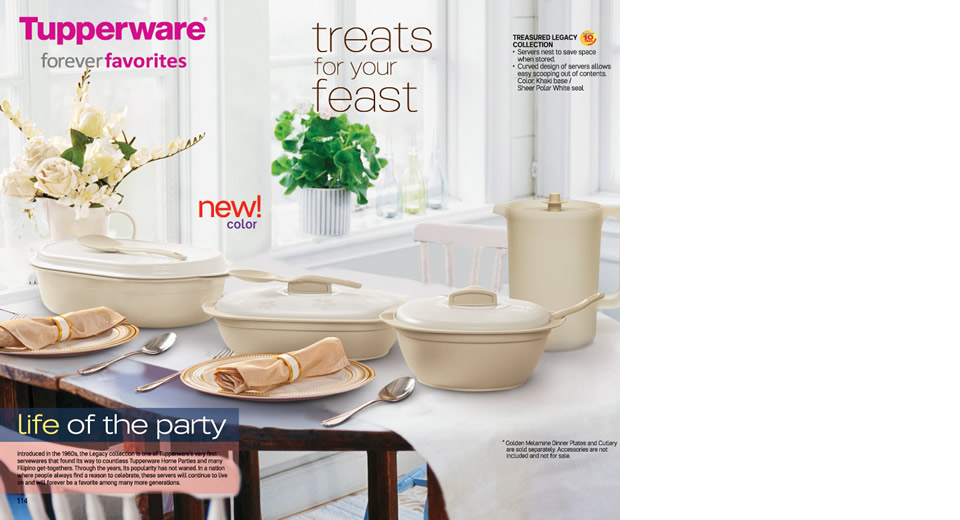 Tupperware®
forever favorites
treats
for your
feast
TREASURED LEGACY
COLLECTION
10
• Servers nest to save space
when stored.
• Curved design of servers allows
easy scooping out of contents.
Color: Khaki base /
Sheer Polar White seal
new!
color
life of the party
Introduced in the 1960s, the Legacy collection is one of Tupperware's very first
servewares that found its way to countless Tupperware Home Parties and many
Filipino get-togethers. Through the years, its popularity has not waned. In a nation
where people always find a reason to celebrate, these servers will continue to live
on and will forever be a favorite among many more generations.
114
* Golden Melamine Dinner Plates and Cutlery
are sold separately. Accessories are not
included and not for sale.